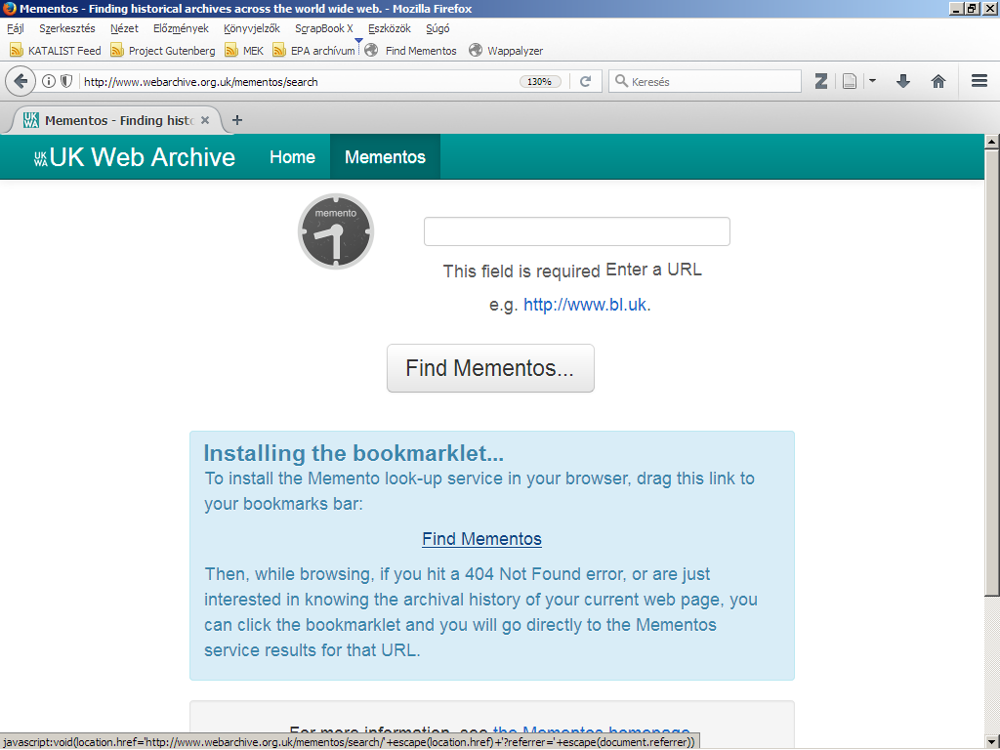 Mementos - Finding historical archives across the world wide web. - Mozilla Firefox
Fájl Szerkesztés Nézet Előzmények Könyvjelzők ScrapBook X Eszközök Súgó
KATALIST Feed Project Gutenberg MEK EPA archívum Find Mementos Wappalyzer
http://www.webarchive.org.uk/mementos/search 130% Keresés
Mementos - Finding histo
UKWA UK Web Archive Home Mementos
memento
This field is required Enter a URL
e.g. http://www.bl.uk.
Find Mementos...
Installing the bookmarklet...
To install the Memento look-up service in your browser, drag this link to
your bookmarks bar:
Find Mementos
Then, while browsing, if you hit a 404 Not Found error, or are just
interested in knowing the archival history of your current web page, you
can click the bookmarklet and you will go directly to the Mementos
service results for that URL.
For more information, see the Mementos homepage.
javascript:void(location.href='http://www.webarchive.org.uk/mementos/search/'+escape(location.href)+'?referrer='+escape(document.referrer))